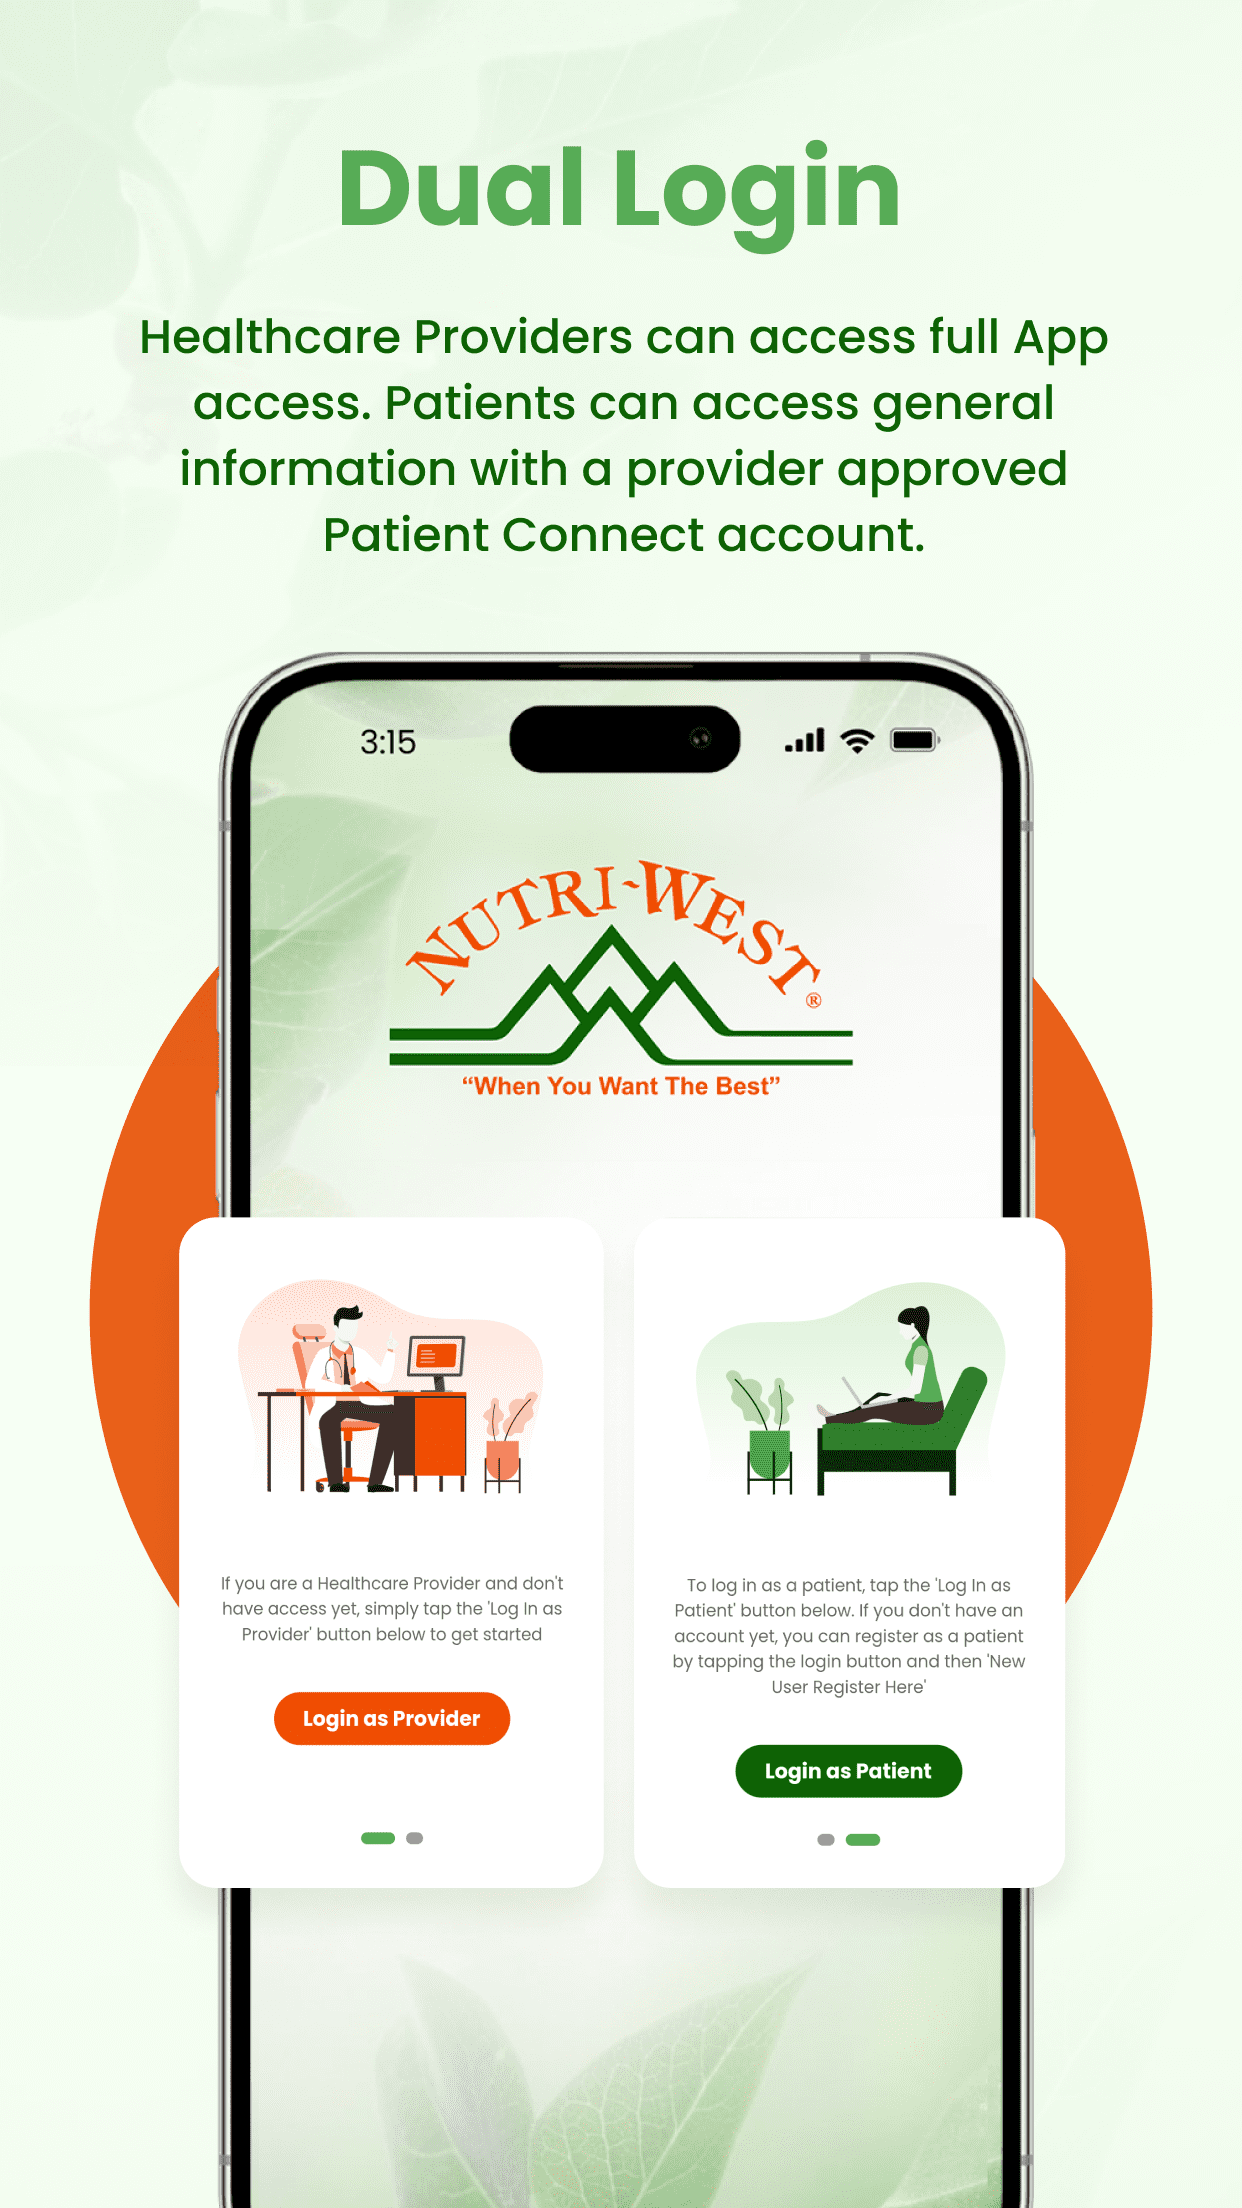 Dual Login
Healthcare Providers can access full App
access. Patients can access general
information with a provider approved
Patient Connect account.
3:15
NUTRI-WEST®
“When You Want The Best”
If you are a Healthcare Provider and don't
have access yet, simply tap the 'Log In as
Provider' button below to get started
Login as Provider
To log in as a patient, tap the 'Log In as
Patient' button below. If you don't have an
account yet, you can register as a patient
by tapping the login button and then 'New
User Register Here'
Login as Patient